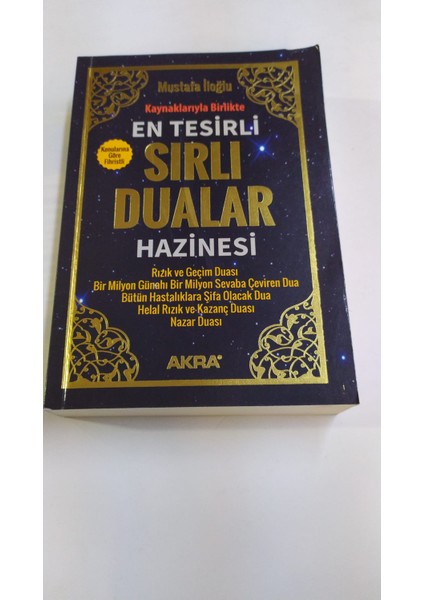 Mustafa İloğlu
Kaynaklarıyla Birlikte
EN TESİRLİ
Konularına
Göre
Fihristli
SIRLI
DUALAR
HAZİNESİ
Rızık ve Geçim Duası
Bir Milyon Günahı Bir Milyon Sevaba Çeviren Dua
Bütün Hastalıklara Şifa Olacak Dua
Helal Rızık ve Kazanç Duası
Nazar Duası
AKRA